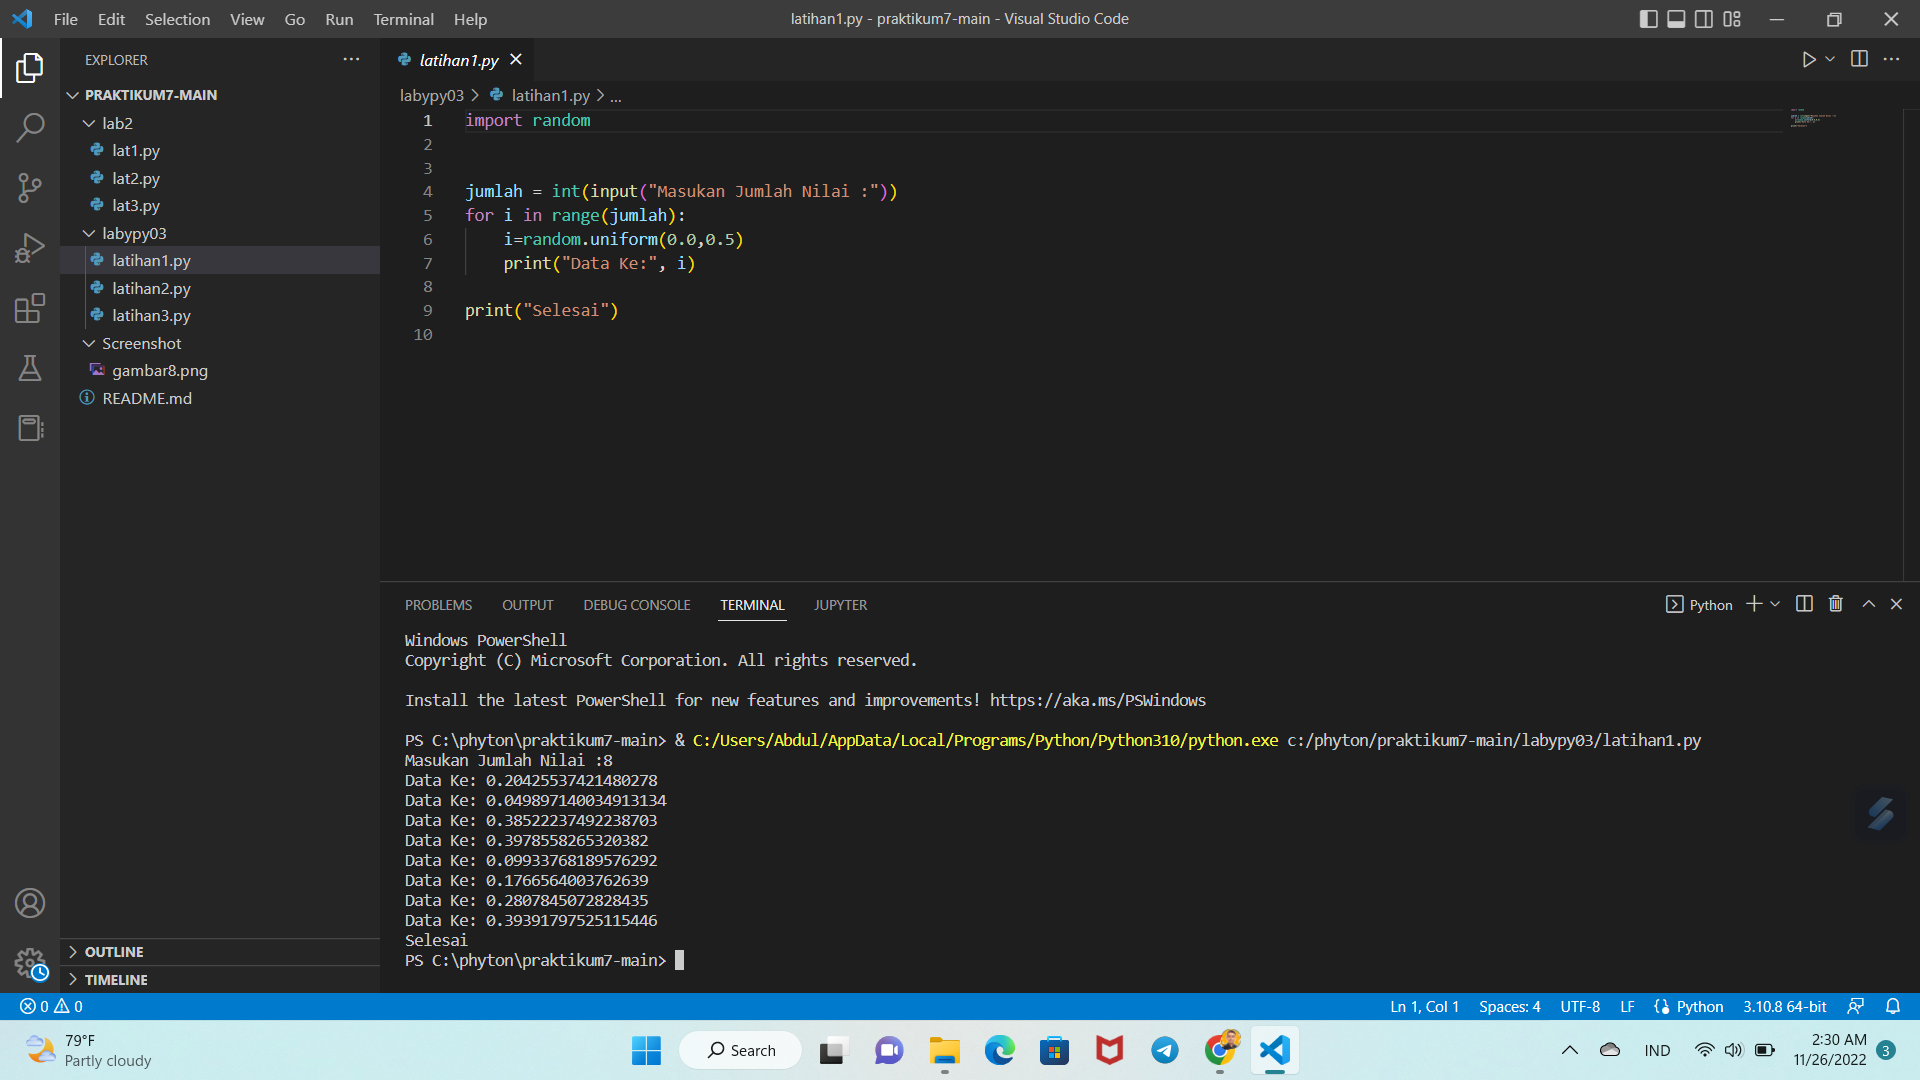 File Edit Selection View Go Run Terminal Help
latihan1.py - praktikum7-main - Visual Studio Code
EXPLORER
PRAKTIKUM7-MAIN
lab2
lat1.py
lat2.py
lat3.py
labypy03
latihan1.py
latihan2.py
latihan3.py
Screenshot
gambar8.png
README.md
OUTLINE
TIMELINE
latihan1.py
labypy03 > latihan1.py > ...
1 import random
2
3
4 jumlah = int(input("Masukan Jumlah Nilai :"))
5 for i in range(jumlah):
6     i=random.uniform(0.0,0.5)
7     print("Data Ke:", i)
8
9 print("Selesai")
10
PROBLEMS OUTPUT DEBUG CONSOLE TERMINAL JUPYTER
Python
Windows PowerShell
Copyright (C) Microsoft Corporation. All rights reserved.
Install the latest PowerShell for new features and improvements! https://aka.ms/PSWindows
PS C:\phyton\praktikum7-main> & C:/Users/Abdul/AppData/Local/Programs/Python/Python310/python.exe c:/phyton/praktikum7-main/labypy03/latihan1.py
Masukan Jumlah Nilai :8
Data Ke: 0.20425537421480278
Data Ke: 0.049897140034913134
Data Ke: 0.38522237492238703
Data Ke: 0.3978558265320382
Data Ke: 0.09933768189576292
Data Ke: 0.1766564003762639
Data Ke: 0.2807845072828435
Data Ke: 0.39391797525115446
Selesai
PS C:\phyton\praktikum7-main>
0 0
Ln 1, Col 1 Spaces: 4 UTF-8 LF Python 3.10.8 64-bit
79°F
Partly cloudy
Search
IND
2:30 AM
11/26/2022
3